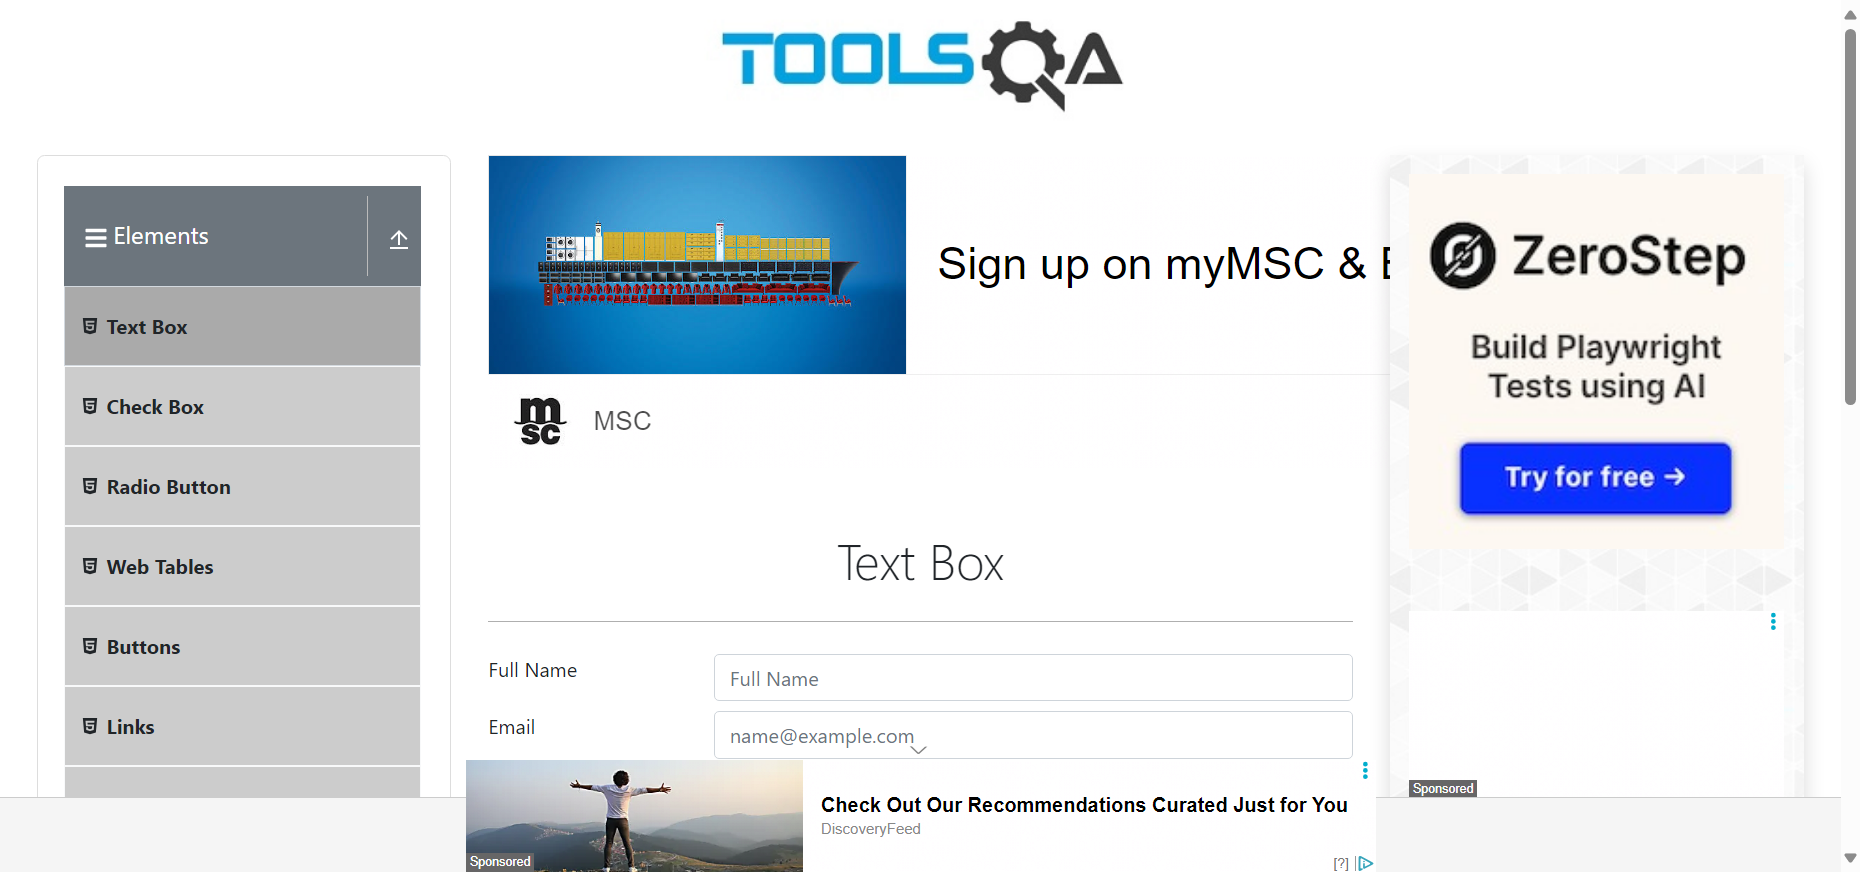 TOOLSQA
Elements
Text Box
Check Box
Radio Button
Web Tables
Buttons
Links
Sign up on myMSC &
msc
MSC
Text Box
Full Name
Full Name
Email
name@example.com
ZeroStep
Build Playwright
Tests using AI
Try for free →
Sponsored
Check Out Our Recommendations Curated Just for You
DiscoveryFeed
Sponsored
[?]